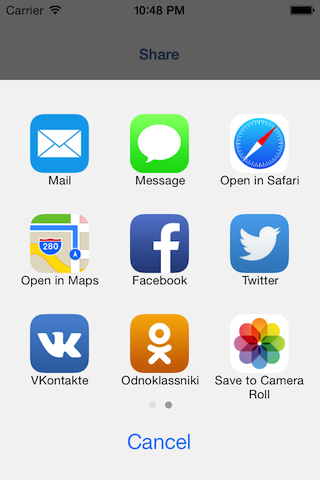 Carrier 10:48 PM
Share
Mail Message Open in Safari
280
Open in Maps Facebook Twitter
VKontakte Odnoklassniki Save to Camera
Roll
Cancel